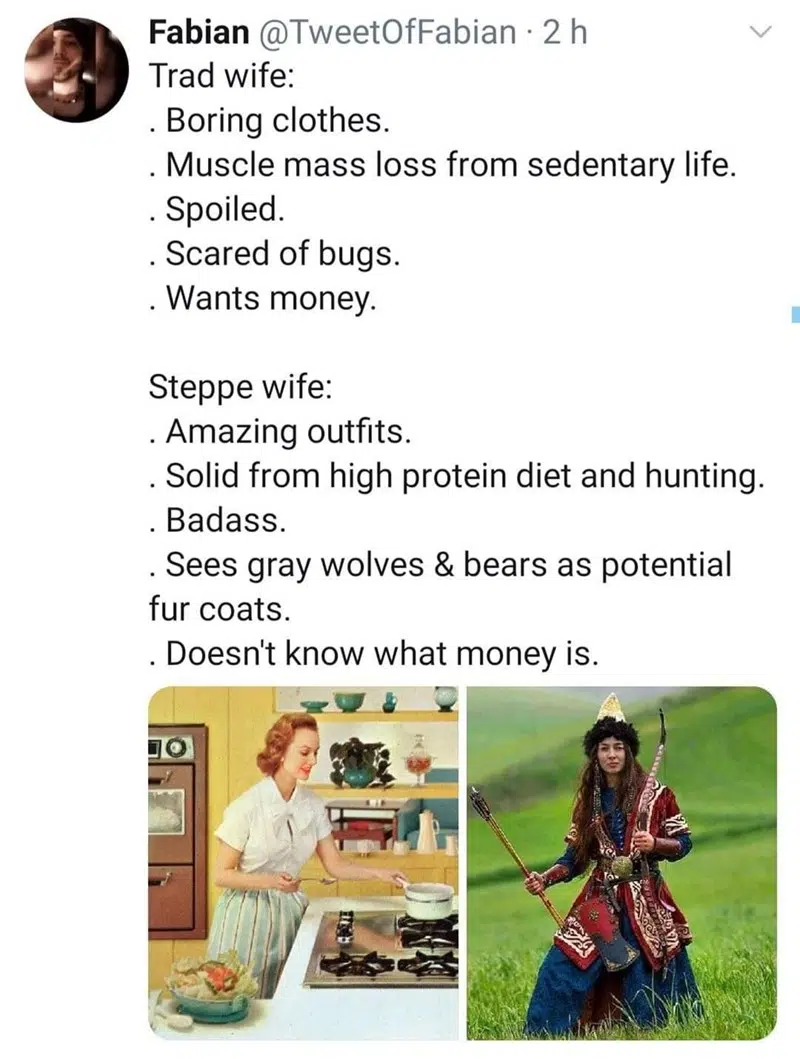 Fabian @TweetOfFabian · 2 h
Trad wife:
. Boring clothes.
. Muscle mass loss from sedentary life.
. Spoiled.
. Scared of bugs.
. Wants money.
Steppe wife:
. Amazing outfits.
. Solid from high protein diet and hunting.
. Badass.
. Sees gray wolves & bears as potential
fur coats.
. Doesn't know what money is.